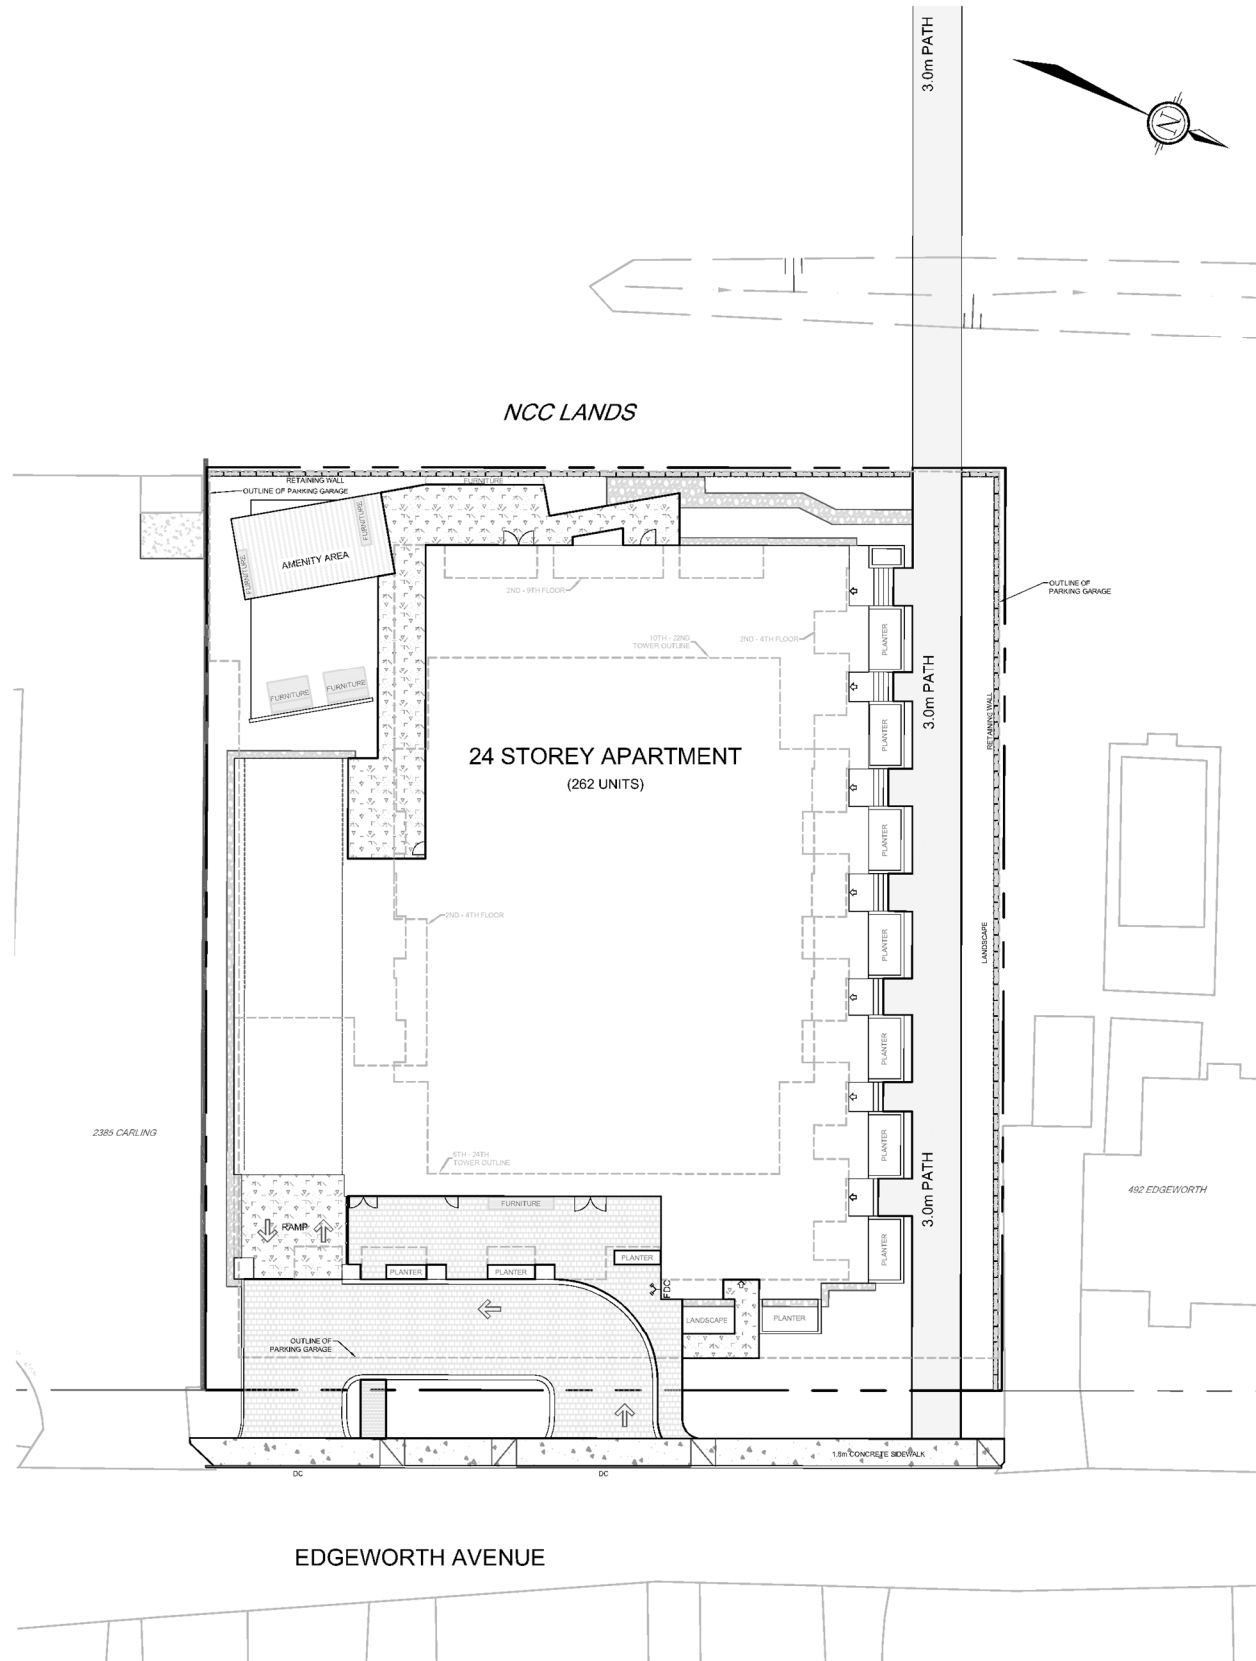 3.0m PATH
N
NCC LANDS
RETAINING WALL
FURNITURE
OUTLINE OF PARKING GARAGE
FURNITURE
AMENITY AREA
FURNITURE
2ND - 9TH FLOOR
OUTLINE OF
PARKING GARAGE
10TH - 22ND
TOWER OUTLINE
2ND - 4TH FLOOR
PLANTER
3.0m PATH
FURNITURE
FURNITURE
RETAINING WALL
PLANTER
24 STOREY APARTMENT
(262 UNITS)
PLANTER
2ND - 4TH FLOOR
PLANTER
LANDSCAPE
PLANTER
2385 CARLING
PLANTER
5TH - 24TH
TOWER OUTLINE
3.0m PATH
492 EDGEWORTH
FURNITURE
RAMP
PLANTER
PLANTER
PLANTER
PLANTER
FDC
LANDSCAPE
PLANTER
OUTLINE OF
PARKING GARAGE
1.8m CONCRETE SIDEWALK
DC
DC
EDGEWORTH AVENUE